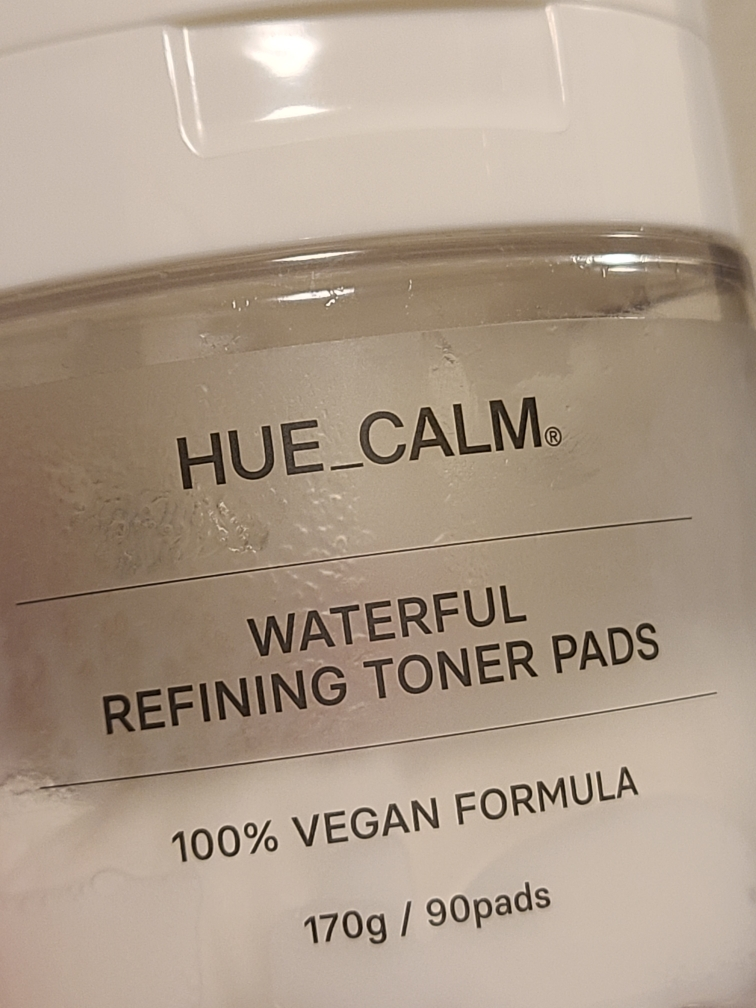 HUE_CALM®
WATERFUL
REFINING TONER PADS
100% VEGAN FORMULA
170g / 90pads